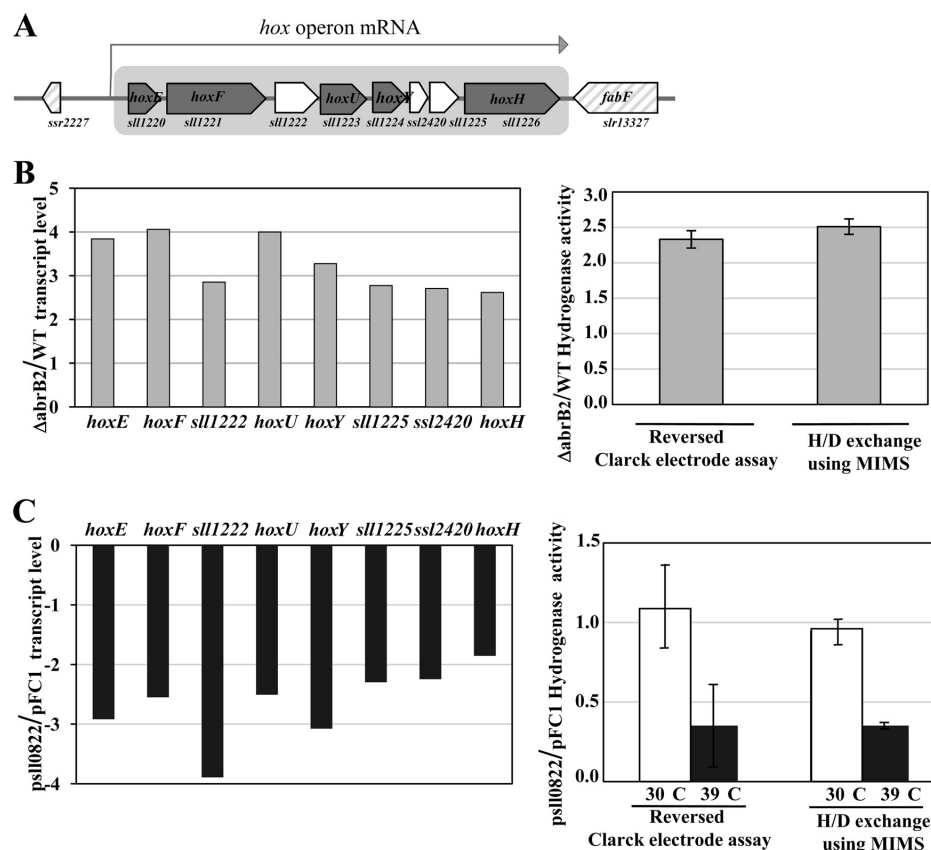 A
hox operon mRNA
hoxE hoxF hoxU hoxY hoxH fabF
ssr2227 sll1220 sll1221 sll1222 sll1223 sll1224 ssl2420 sll1225 sll1226 slr13327
B
ΔabrB2/WT transcript level
5
4
3
2
1
0
hoxE hoxF sll1222 hoxU hoxY sll1225 ssl2420 hoxH
ΔabrB2/WT Hydrogenase activity
3.0
2.5
2.0
1.5
1.0
0.5
0.0
Reversed
Clarck electrode assay
H/D exchange
using MIMS
C
hoxE hoxF sll1222 hoxU hoxY sll1225 ssl2420 hoxH
psll0822/pFC1 transcript level
0
-1
-2
-3
-4
psll0822/pFC1 Hydrogenase activity
1.5
1.0
0.5
0.0
30 C 39 C 30 C 39 C
Reversed
Clarck electrode assay
H/D exchange
using MIMS